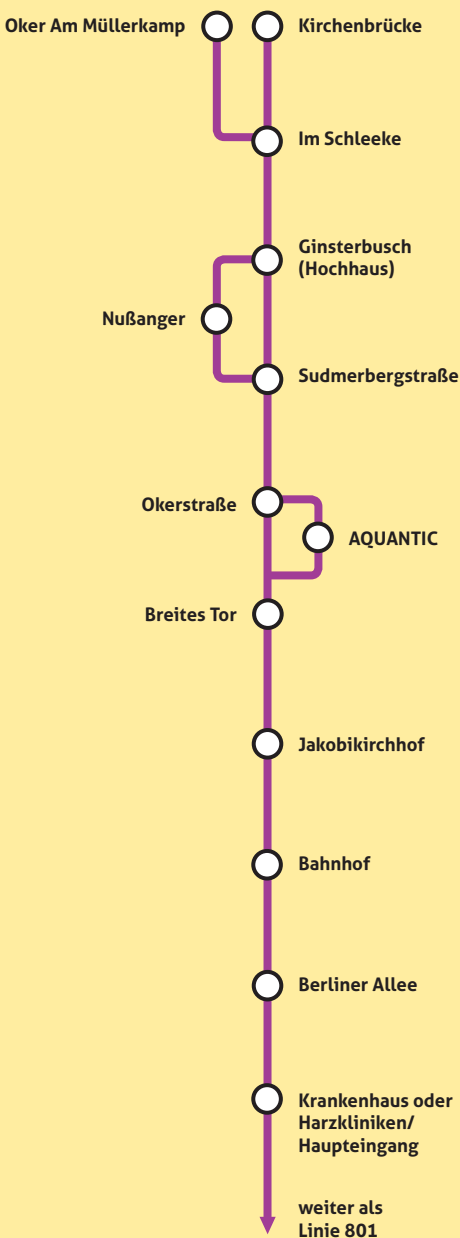 Oker Am Müllerkamp
Kirchenbrücke
Im Schleeke
Ginsterbusch
(Hochhaus)
Nußanger
Sudmerbergstraße
Okerstraße
AQUANTIC
Breites Tor
Jakobikirchhof
Bahnhof
Berliner Allee
Krankenhaus oder
Harzkliniken/
Haupteingang
weiter als
Linie 801